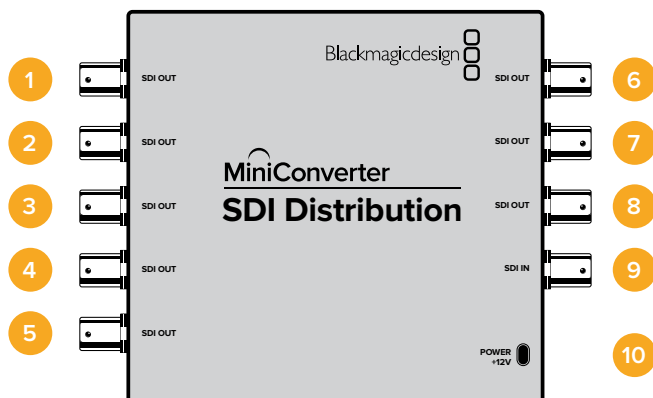 Blackmagicdesign
1
SDI OUT
SDI OUT
6
2
SDI OUT
SDI OUT
7
MiniConverter
SDI Distribution
3
SDI OUT
SDI OUT
8
4
SDI OUT
SDI IN
9
5
SDI OUT
POWER
+12V
10